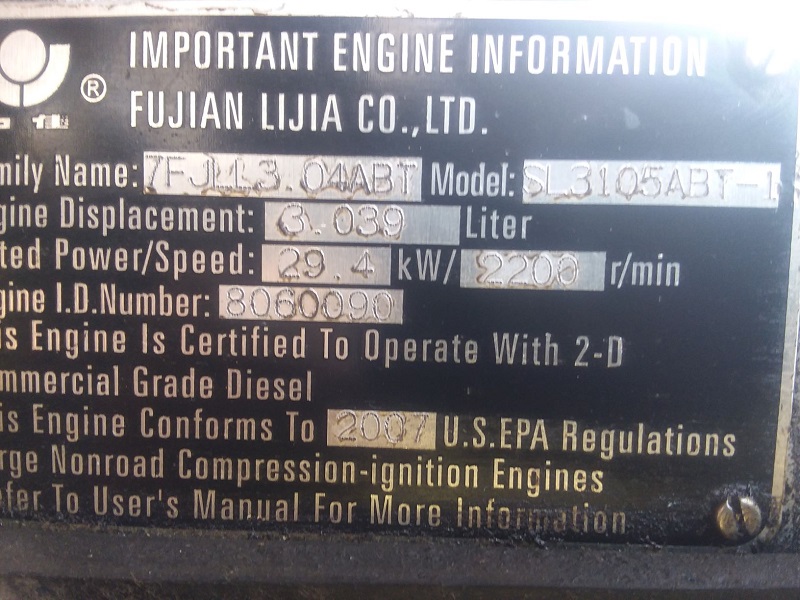 ®
IMPORTANT ENGINE INFORMATION
FUJIAN LIJIA CO.,LTD.
mily Name: 7FJLL3.04ABT Model: SL3105ABT-1
gine Displacement: 3.039 Liter
ted Power/Speed: 29.4 kW/ 2200 r/min
gine I.D.Number: 8060090
is Engine Is Certified To Operate With 2-D
mmercial Grade Diesel
is Engine Conforms To 2007 U.S.EPA Regulations
rge Nonroad Compression-ignition Engines
fer To User's Manual For More Information